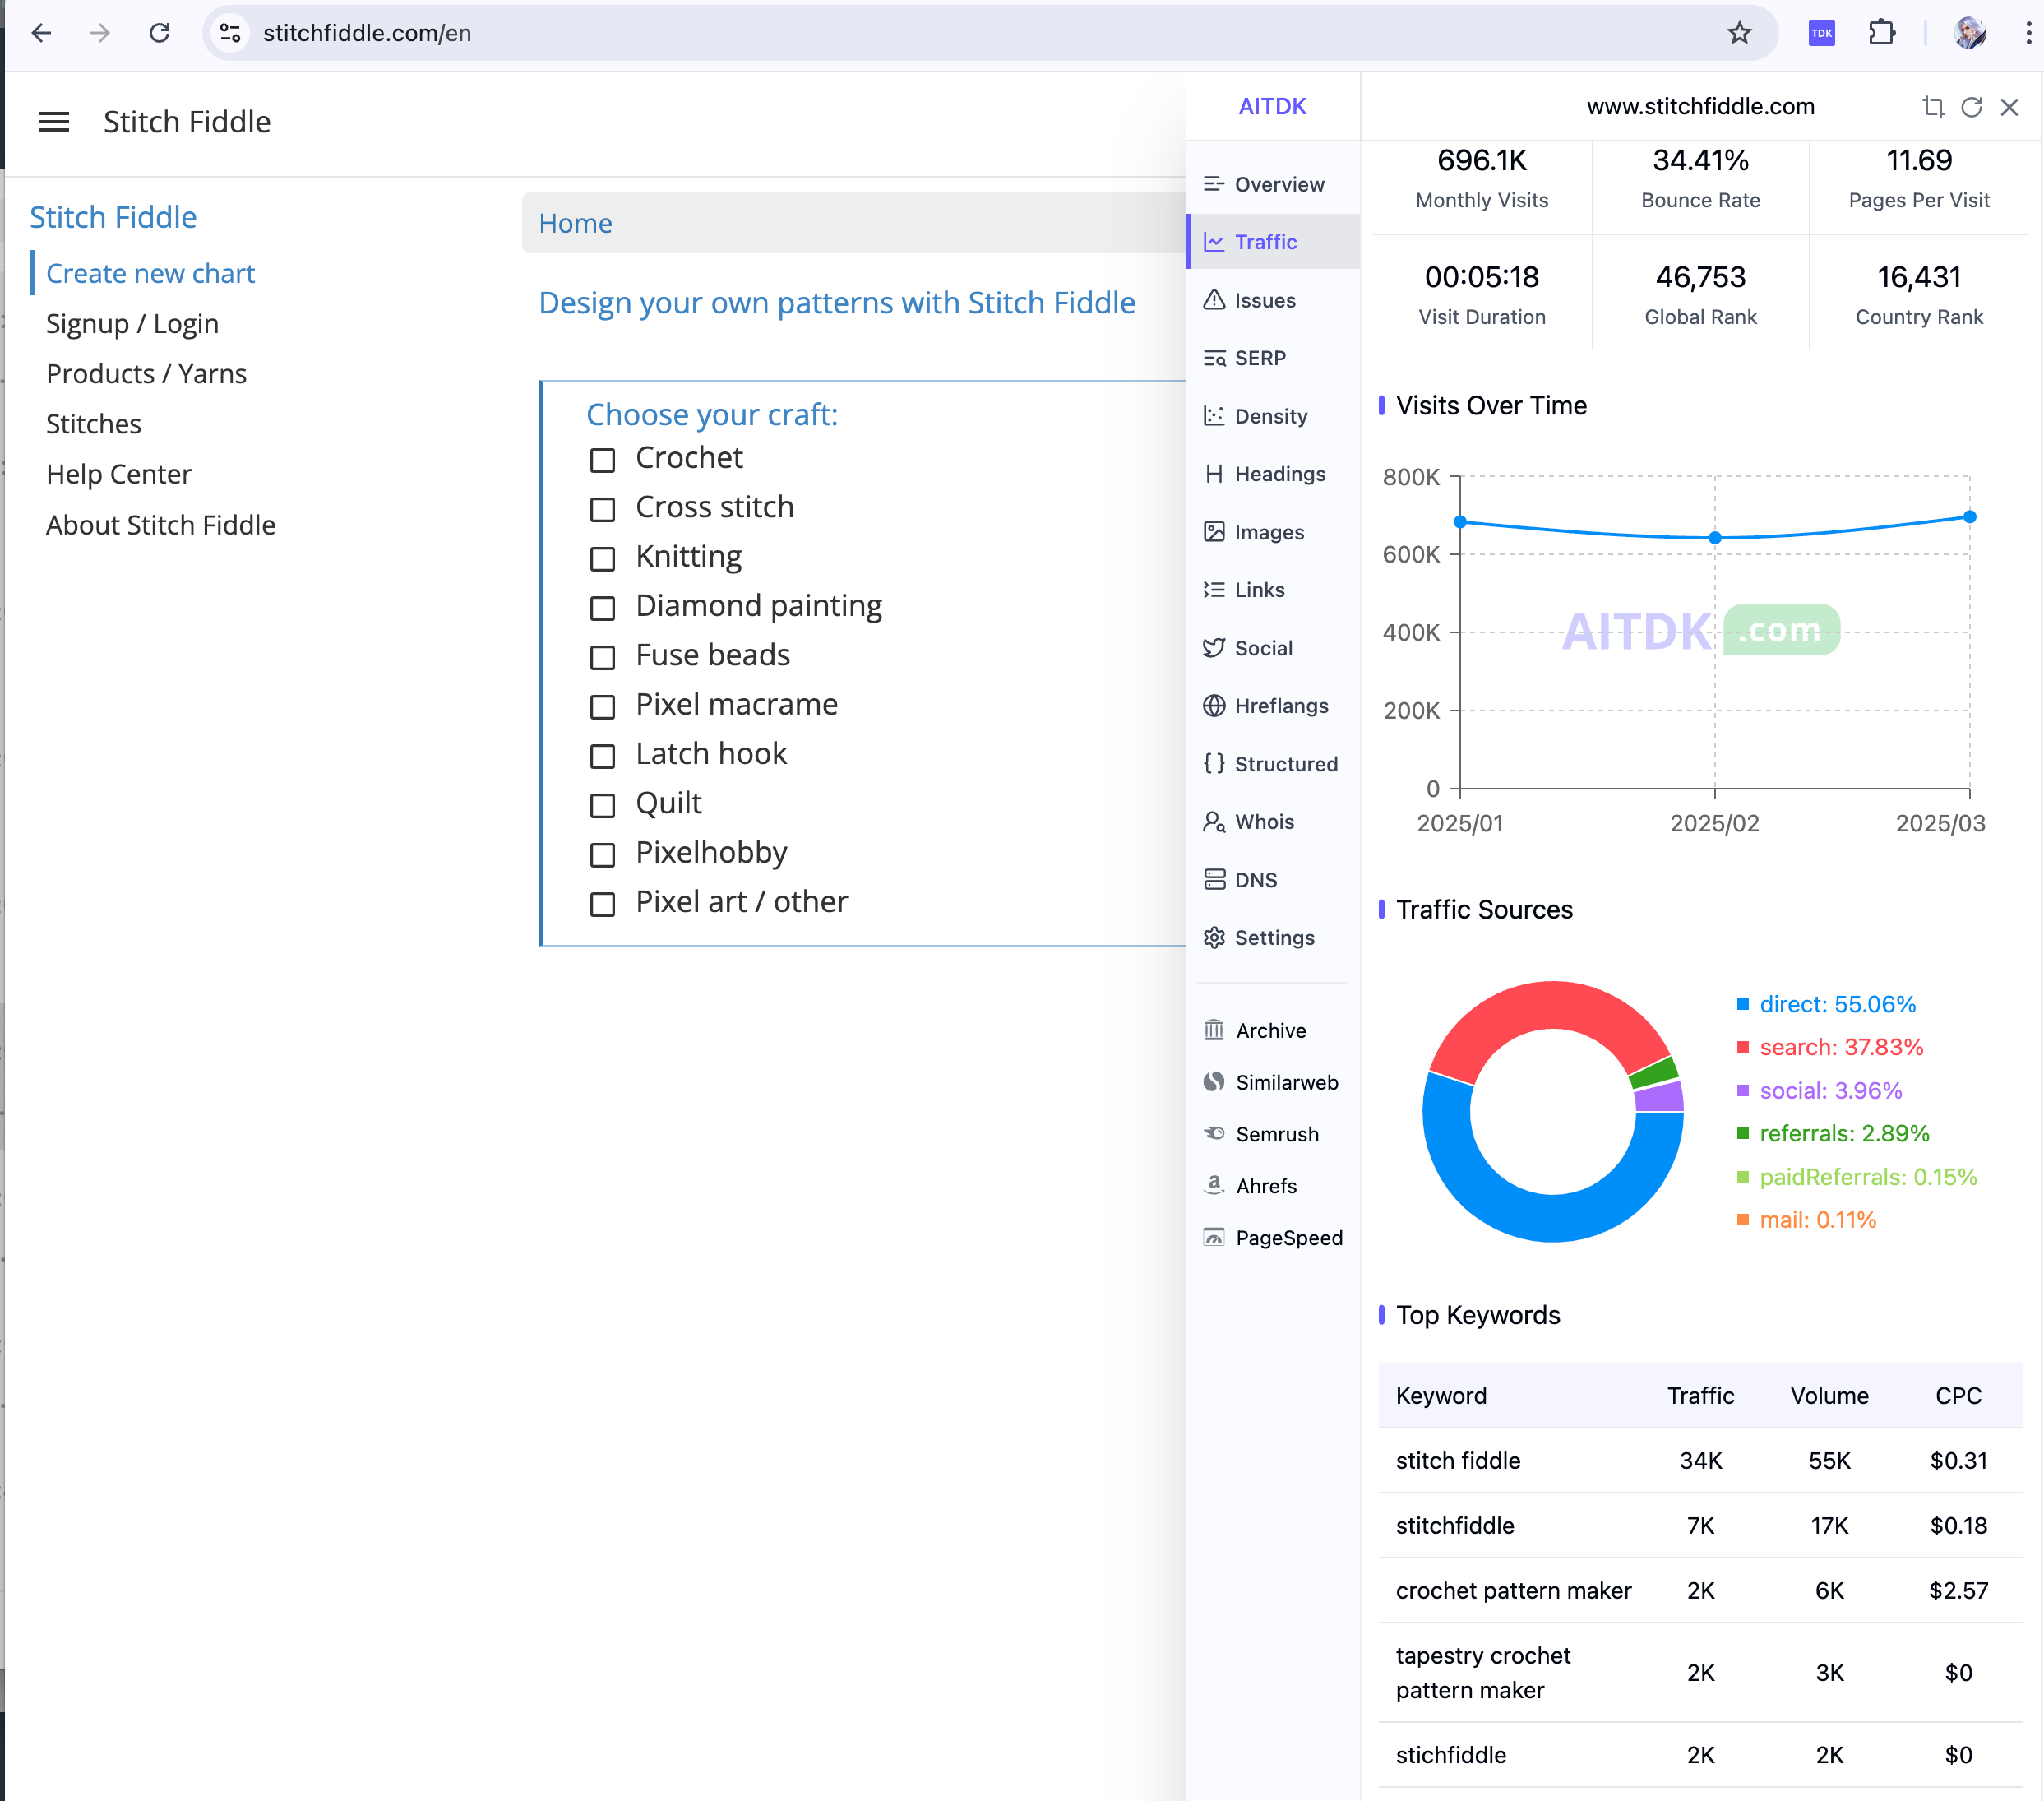 stitchfiddle.com/en
TDK
Stitch Fiddle
Stitch Fiddle
Create new chart
Signup / Login
Products / Yarns
Stitches
Help Center
About Stitch Fiddle
Home
Design your own patterns with Stitch Fiddle
Choose your craft:
Crochet
Cross stitch
Knitting
Diamond painting
Fuse beads
Pixel macrame
Latch hook
Quilt
Pixelhobby
Pixel art / other
AITDK
Overview
Traffic
Issues
SERP
Density
Headings
Images
Links
Social
Hreflangs
Structured
Whois
DNS
Settings
Archive
Similarweb
Semrush
Ahrefs
PageSpeed
www.stitchfiddle.com
696.1K 34.41% 11.69
Monthly Visits Bounce Rate Pages Per Visit
00:05:18 46,753 16,431
Visit Duration Global Rank Country Rank
Visits Over Time
800K
600K
400K
200K
0
2025/01 2025/02 2025/03
AITDK .com
Traffic Sources
direct: 55.06%
search: 37.83%
social: 3.96%
referrals: 2.89%
paidReferrals: 0.15%
mail: 0.11%
Top Keywords
Keyword Traffic Volume CPC
stitch fiddle 34K 55K $0.31
stitchfiddle 7K 17K $0.18
crochet pattern maker 2K 6K $2.57
tapestry crochet
pattern maker 2K 3K $0
stichfiddle 2K 2K $0